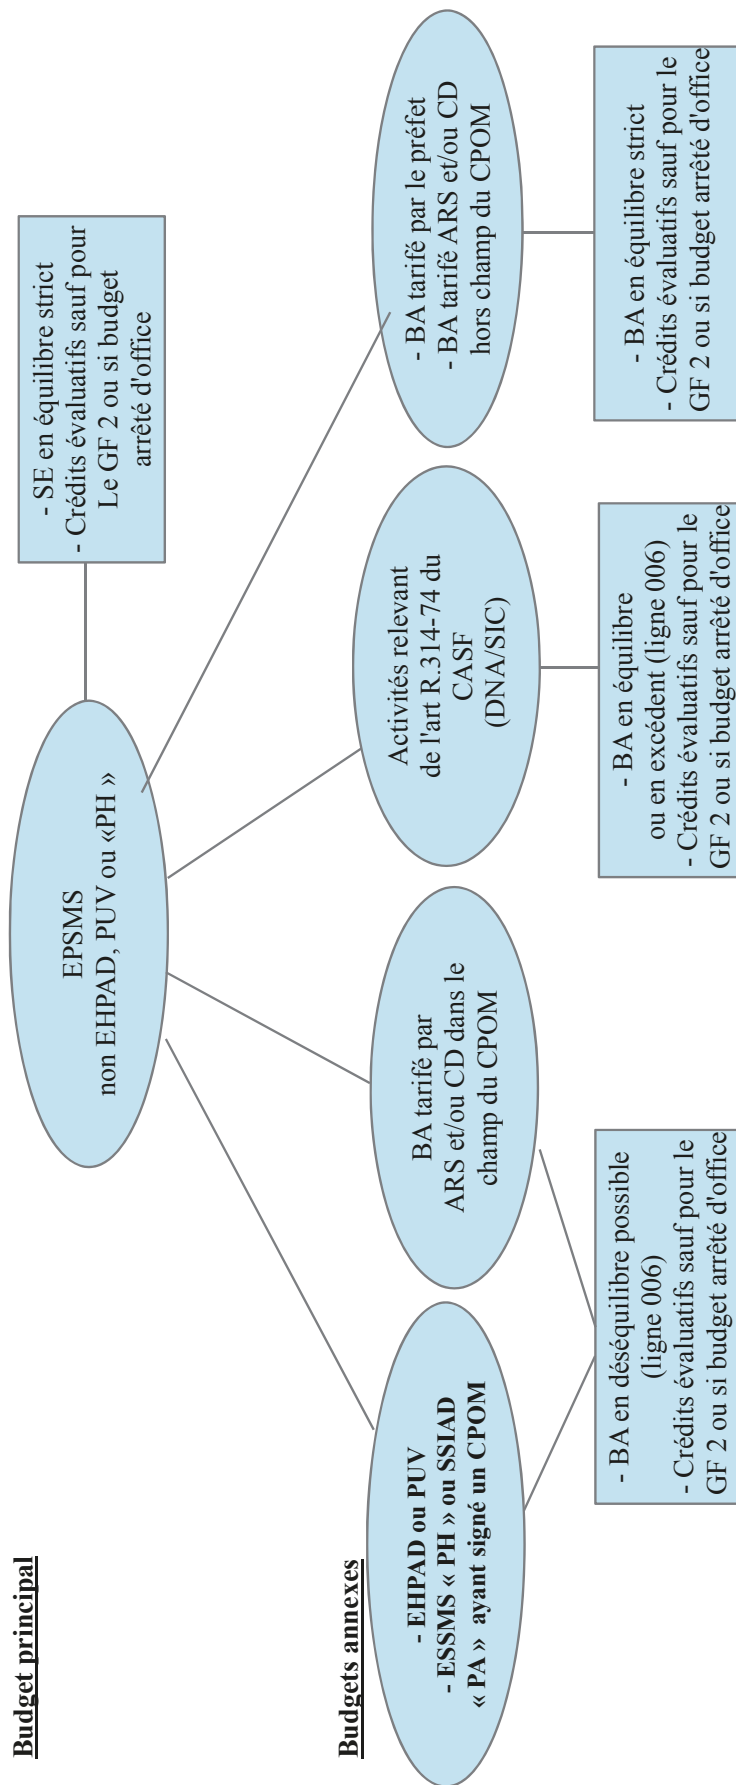 Budget principal
EPSMS
non EHPAD, PUV ou «PH »
- SE en équilibre strict
- Crédits évaluatifs sauf pour
Le GF 2 ou si budget
arrêté d'office
Budgets annexes
- EHPAD ou PUV
- ESSMS « PH » ou SSIAD
« PA » ayant signé un CPOM
BA tarifé par
ARS et/ou CD dans le
champ du CPOM
Activités relevant
de l'art R.314-74 du
CASF
(DNA/SIC)
- BA tarifé par le préfet
- BA tarifé ARS et/ou CD
hors champ du CPOM
- BA en déséquilibre possible
(ligne 006)
- Crédits évaluatifs sauf pour le
GF 2 ou si budget arrêté d'office
- BA en équilibre
ou en excédent (ligne 006)
- Crédits évaluatifs sauf pour le
GF 2 ou si budget arrêté d'office
- BA en équilibre strict
- Crédits évaluatifs sauf pour le
GF 2 ou si budget arrêté d'office